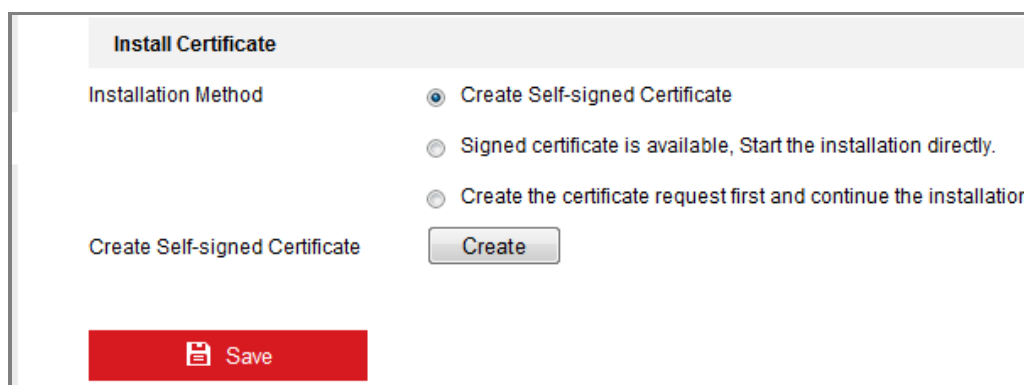 Install Certificate
Installation Method
Create Self-signed Certificate
Signed certificate is available, Start the installation directly.
Create the certificate request first and continue the installation
Create Self-signed Certificate
Create
Save